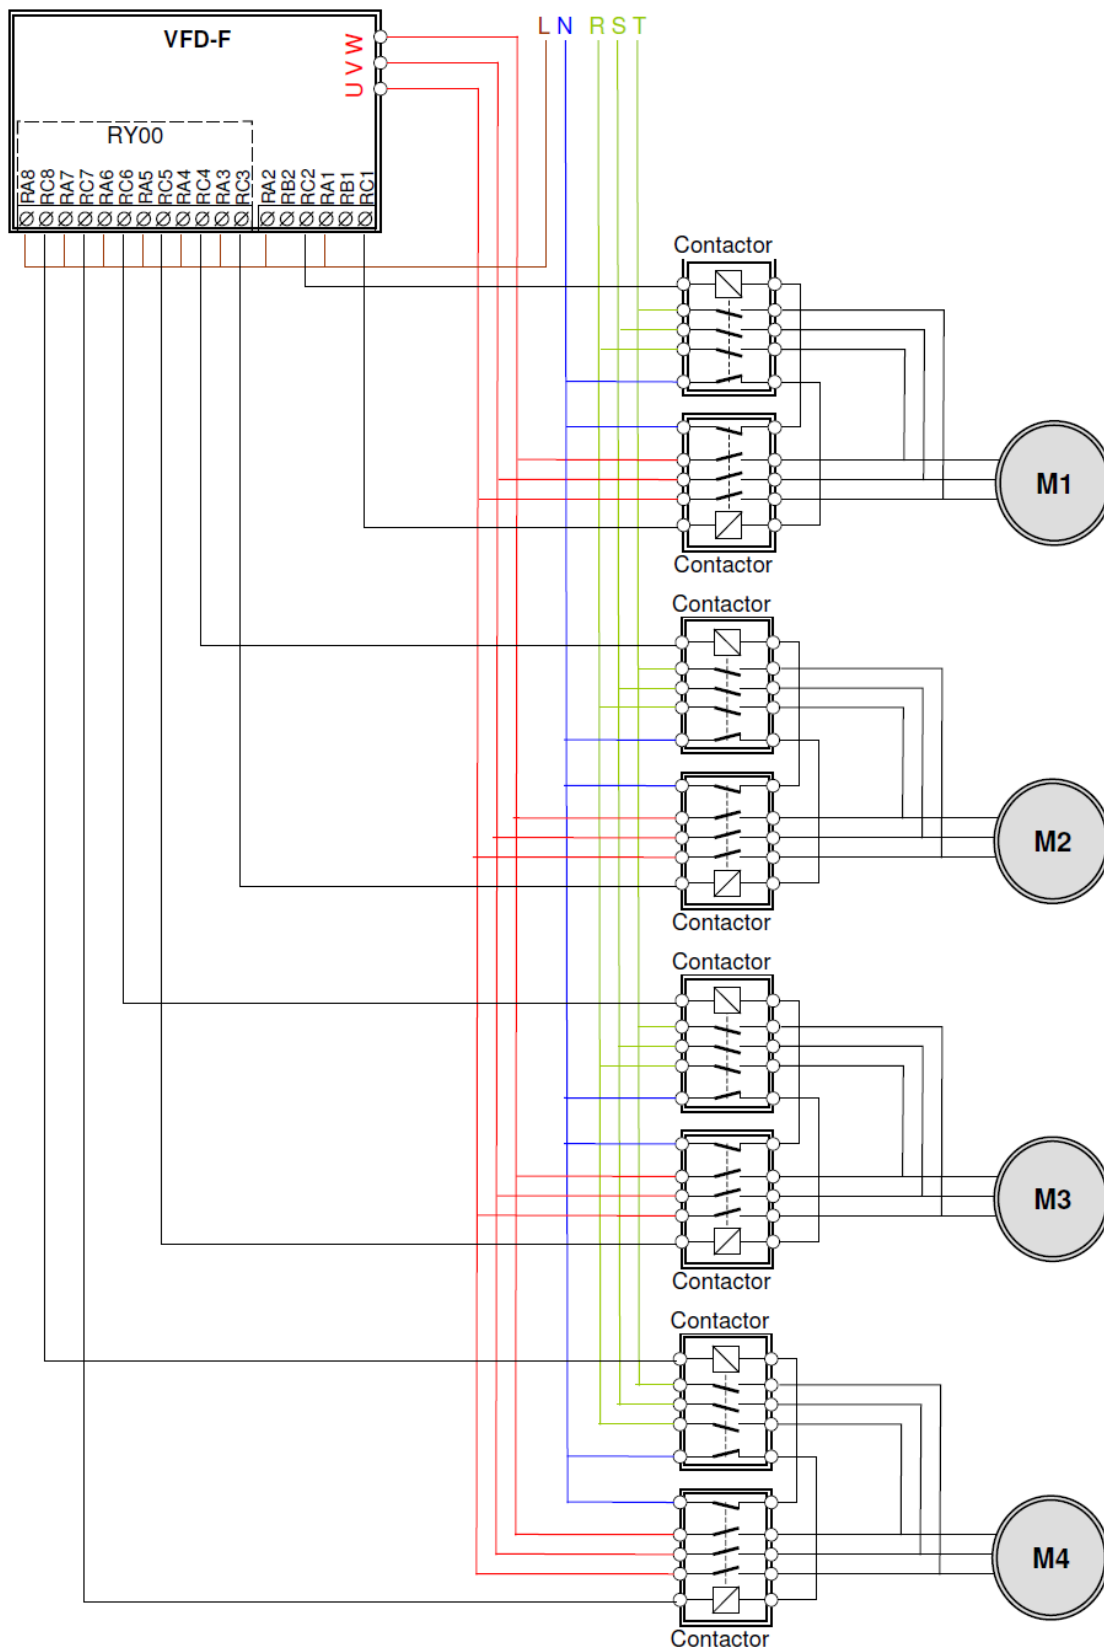 VFD-F
W
V
U
L N R S T
RY00
RA8 RC8 RA7 RC7 RA6 RC6 RA5 RC5 RA4 RC4 RA3 RC3 RA2 RB2 RC2 RA1 RB1 RC1
Contactor
M1
Contactor
Contactor
M2
Contactor
Contactor
M3
Contactor
Contactor
M4
Contactor